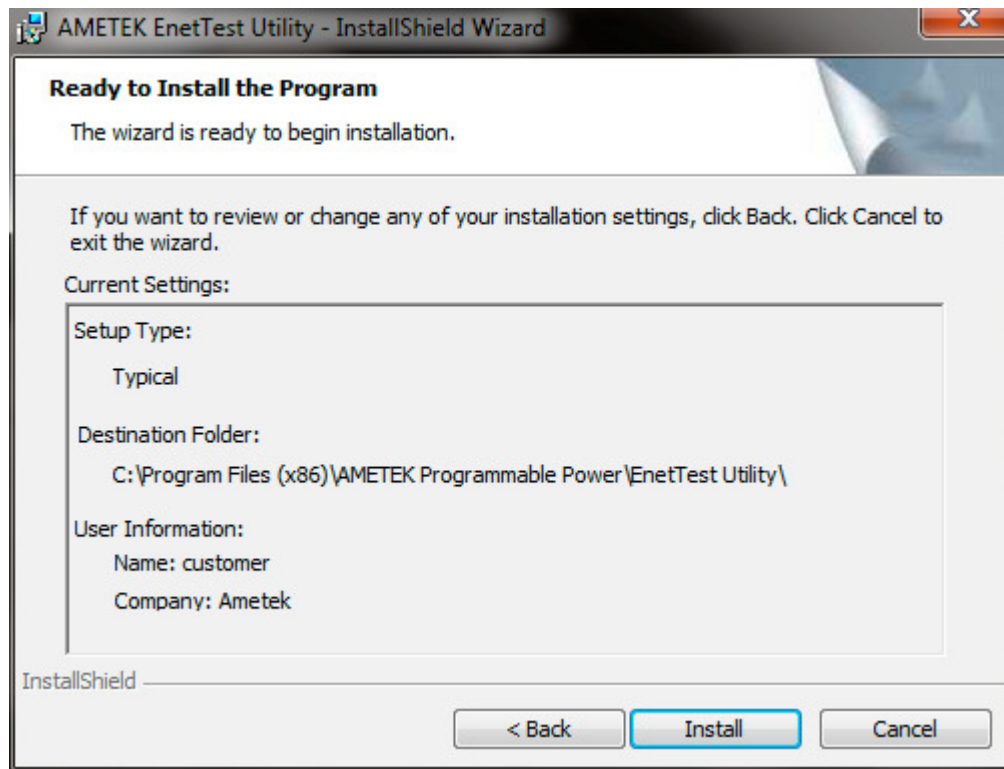 AMETEK EnetTest Utility - InstallShield Wizard
Ready to Install the Program
The wizard is ready to begin installation.
If you want to review or change any of your installation settings, click Back. Click Cancel to
exit the wizard.
Current Settings:
Setup Type:
Typical
Destination Folder:
C:\Program Files (x86)\AMETEK Programmable Power\EnetTest Utility\
User Information:
Name: customer
Company: Ametek
InstallShield
< Back
Install
Cancel